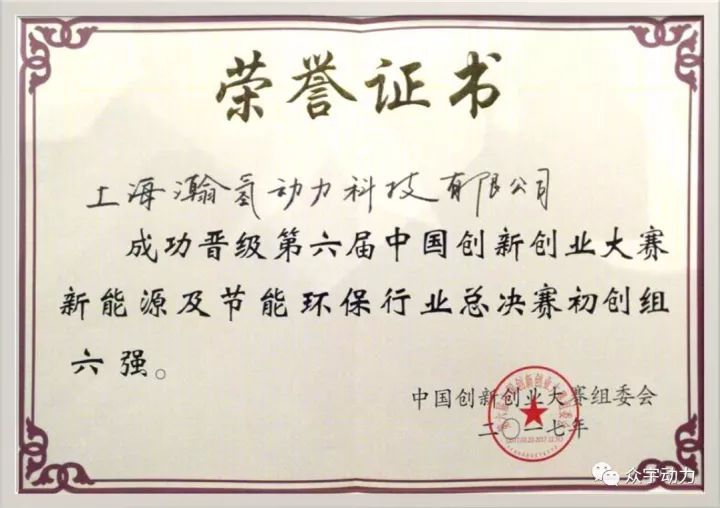 荣誉证书
上海瀚氢动力科技有限公司
成功晋级第六届中国创新创业大赛
新能源及节能环保行业总决赛初创组
六强。
中国创新创业大赛组委会
二〇一七年
众宇动力